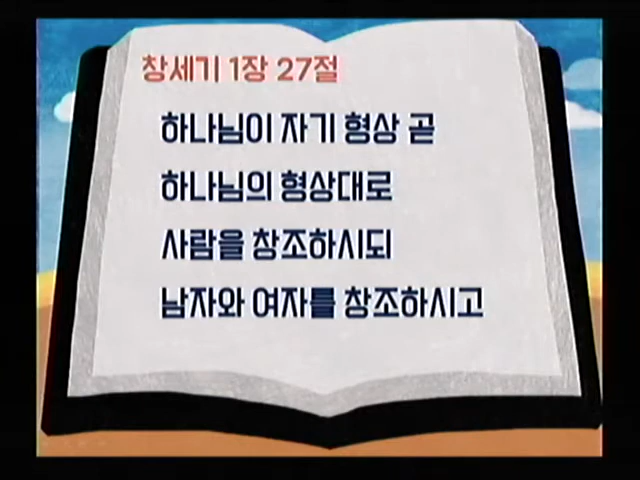 창세기 1장 27절
하나님이 자기 형상 곧
하나님의 형상대로
사람을 창조하시되
남자와 여자를 창조하시고